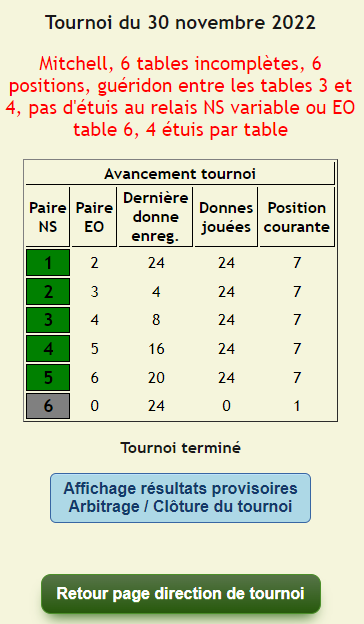 Tournoi du 30 novembre 2022
Mitchell, 6 tables incomplètes, 6
positions, guéridon entre les tables 3 et
4, pas d'étuis au relais NS variable ou EO
table 6, 4 étuis par table
Avancement tournoi
Paire NS Paire EO Dernière donne enreg. Donnes jouées Position courante
1 2 24 24 7
2 3 4 24 7
3 4 8 24 7
4 5 16 24 7
5 6 20 24 7
6 0 24 0 1
Tournoi terminé
Affichage résultats provisoires
Arbitrage / Clôture du tournoi
Retour page direction de tournoi